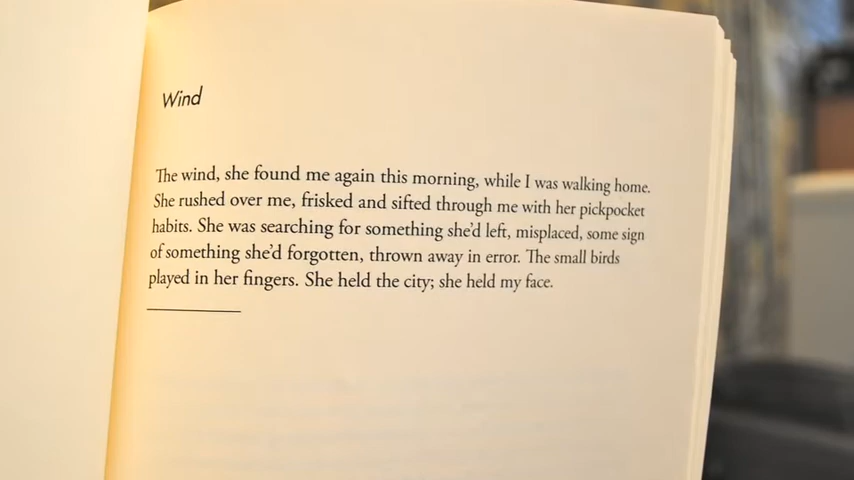 Wind
The wind, she found me again this morning, while I was walking home.
She rushed over me, frisked and sifted through me with her pickpocket
habits. She was searching for something she’d left, misplaced, some sign
of something she’d forgotten, thrown away in error. The small birds
played in her fingers. She held the city; she held my face.